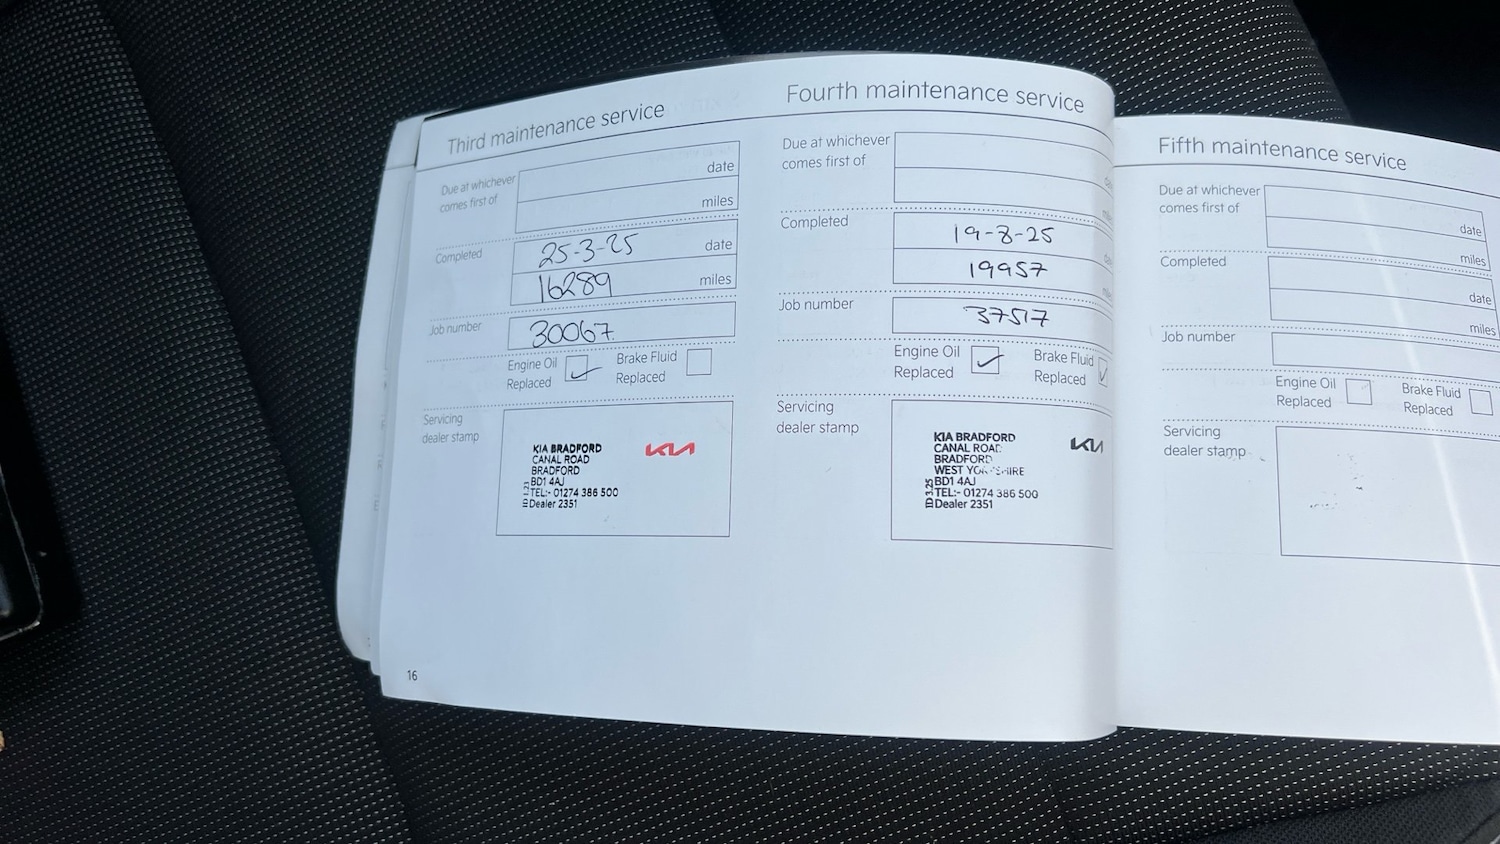 Third maintenance service
Due at whichever
comes first of
date
miles
Completed
25-3-25
date
16289
miles
Job number
30067
Engine Oil
Replaced
Brake Fluid
Replaced
Servicing
dealer stamp
KIA BRADFORD
CANAL ROAD
BRADFORD
BD1 4AJ
TEL:- 01274 386 500
Dealer 2351
KIA
16
Fourth maintenance service
Due at whichever
comes first of
Completed
19-8-25
19957
Job number
37517
Engine Oil
Replaced
Brake Fluid
Replaced
Servicing
dealer stamp
KIA BRADFORD
CANAL ROAD
BRADFORD
WEST
BD1 4AJ
TEL:- 01274 386 500
Dealer 2351
KIA
Fifth maintenance service
Due at whichever
comes first of
date
miles
Completed
date
miles
Job number
Engine Oil
Replaced
Brake Fluid
Replaced
Servicing
dealer stamp